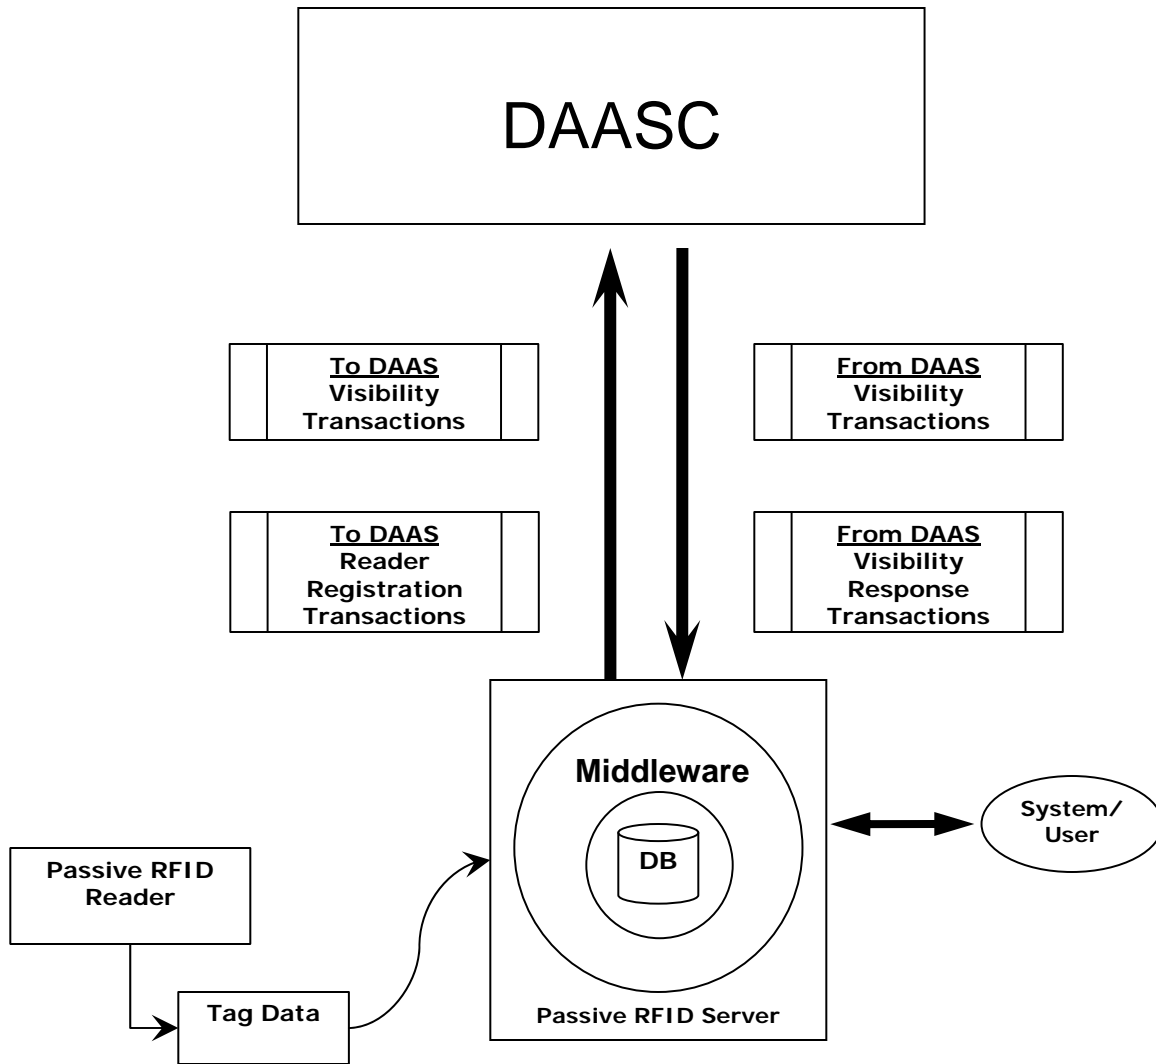 DAASC
To DAAS
Visibility
Transactions
From DAAS
Visibility
Transactions
To DAAS
Reader
Registration
Transactions
From DAAS
Visibility
Response
Transactions
Middleware
DB
Passive RFID Server
System/
User
Passive RFID
Reader
Tag Data